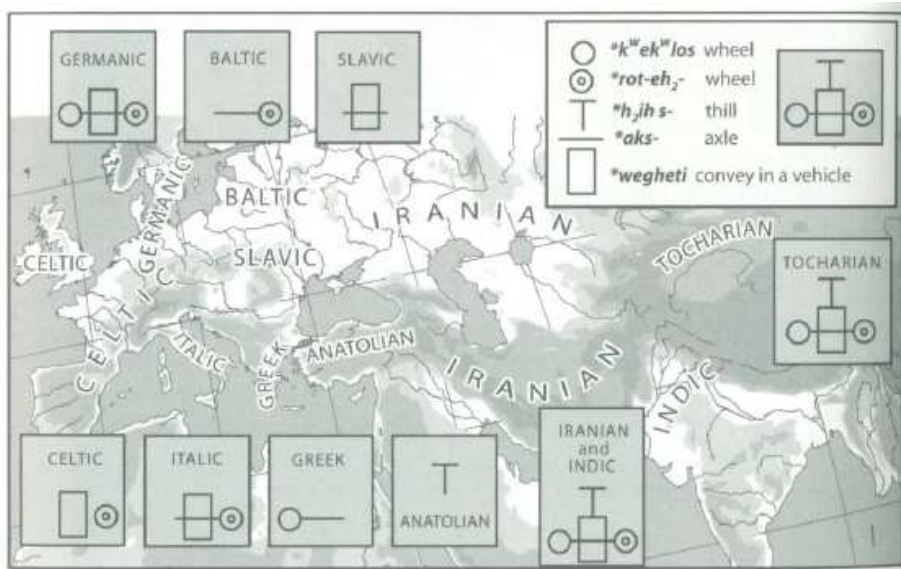 GERMANIC
BALTIC
SLAVIC
*kʷekʷlos wheel
*rot-eh₂- wheel
*h₂ih s- thill
*aks- axle
*wegheti convey in a vehicle
GERMANIC
BALTIC
IRANIAN
CELTIC
SLAVIC
TOCHARIAN
TOCHARIAN
CELTIC
ITALIC
GREEK
ANATOLIAN
IRANIAN
INDIC
CELTIC
ITALIC
GREEK
ANATOLIAN
IRANIAN
and
INDIC